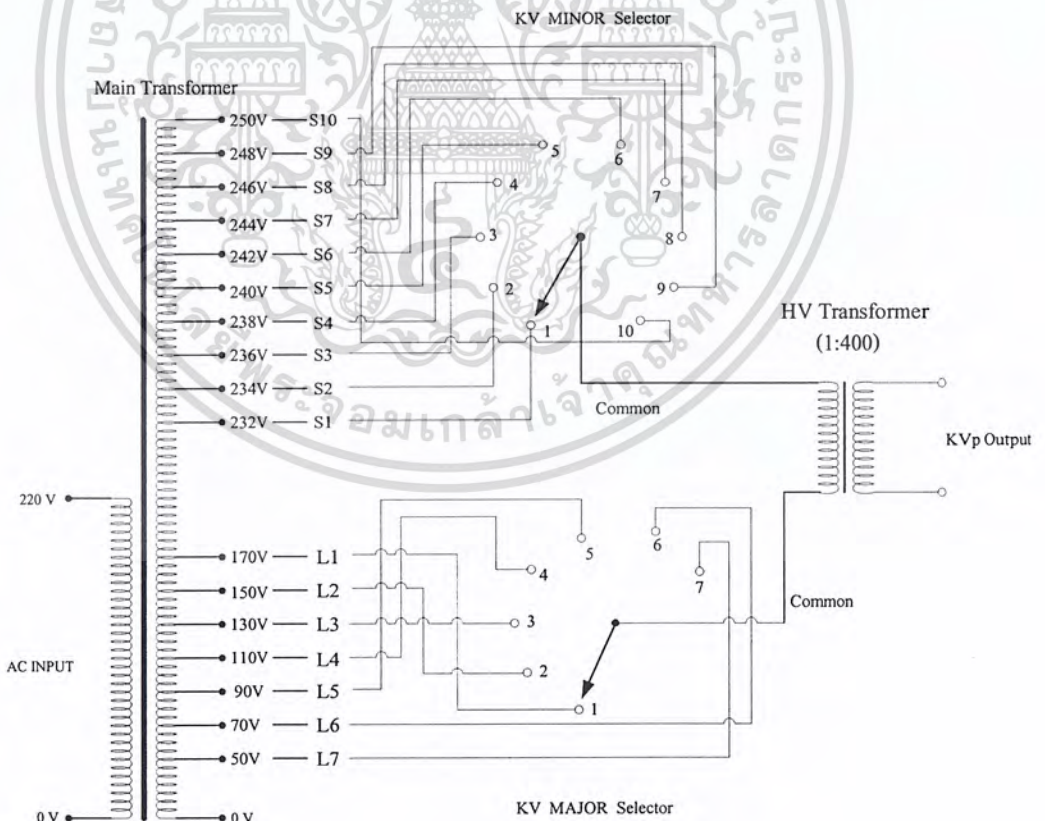 KV MINOR Selector
Main Transformer
250V S10
248V S9
246V S8
244V S7
242V S6
240V S5
238V S4
236V S3
234V S2
232V S1
5
6
4
7
3
8
2
9
1
10
HV Transformer
(1:400)
Common
KVp Output
220 V
170V L1
150V L2
130V L3
110V L4
90V L5
70V L6
50V L7
0 V
0 V
AC INPUT
5
6
4
7
3
2
1
Common
KV MAJOR Selector